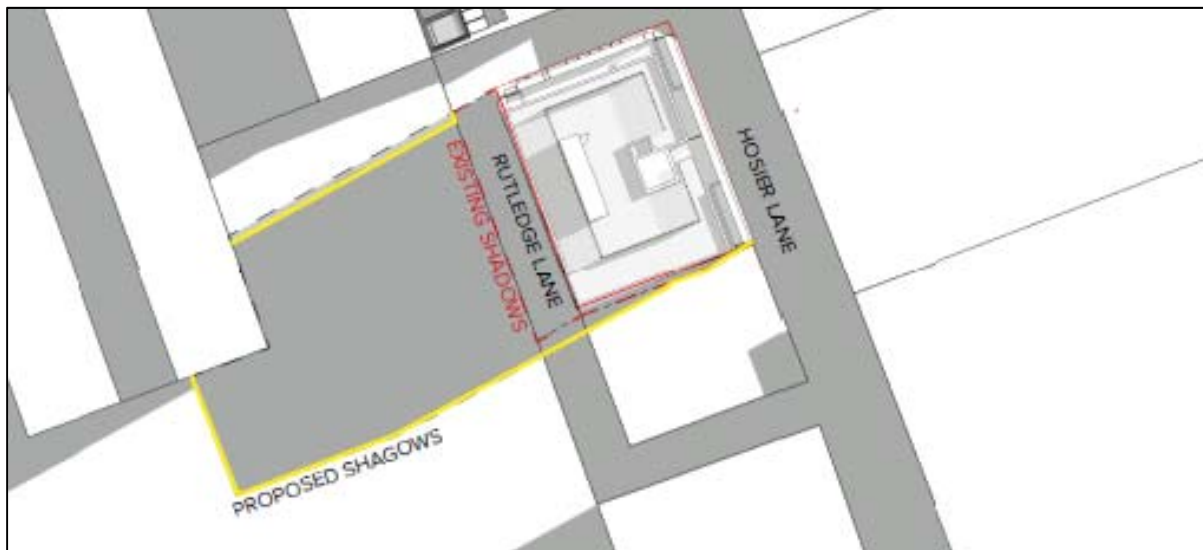 HOSIER LANE
RUTLEDGE LANE
EXISTING SHADOWS
PROPOSED SHAGOWS